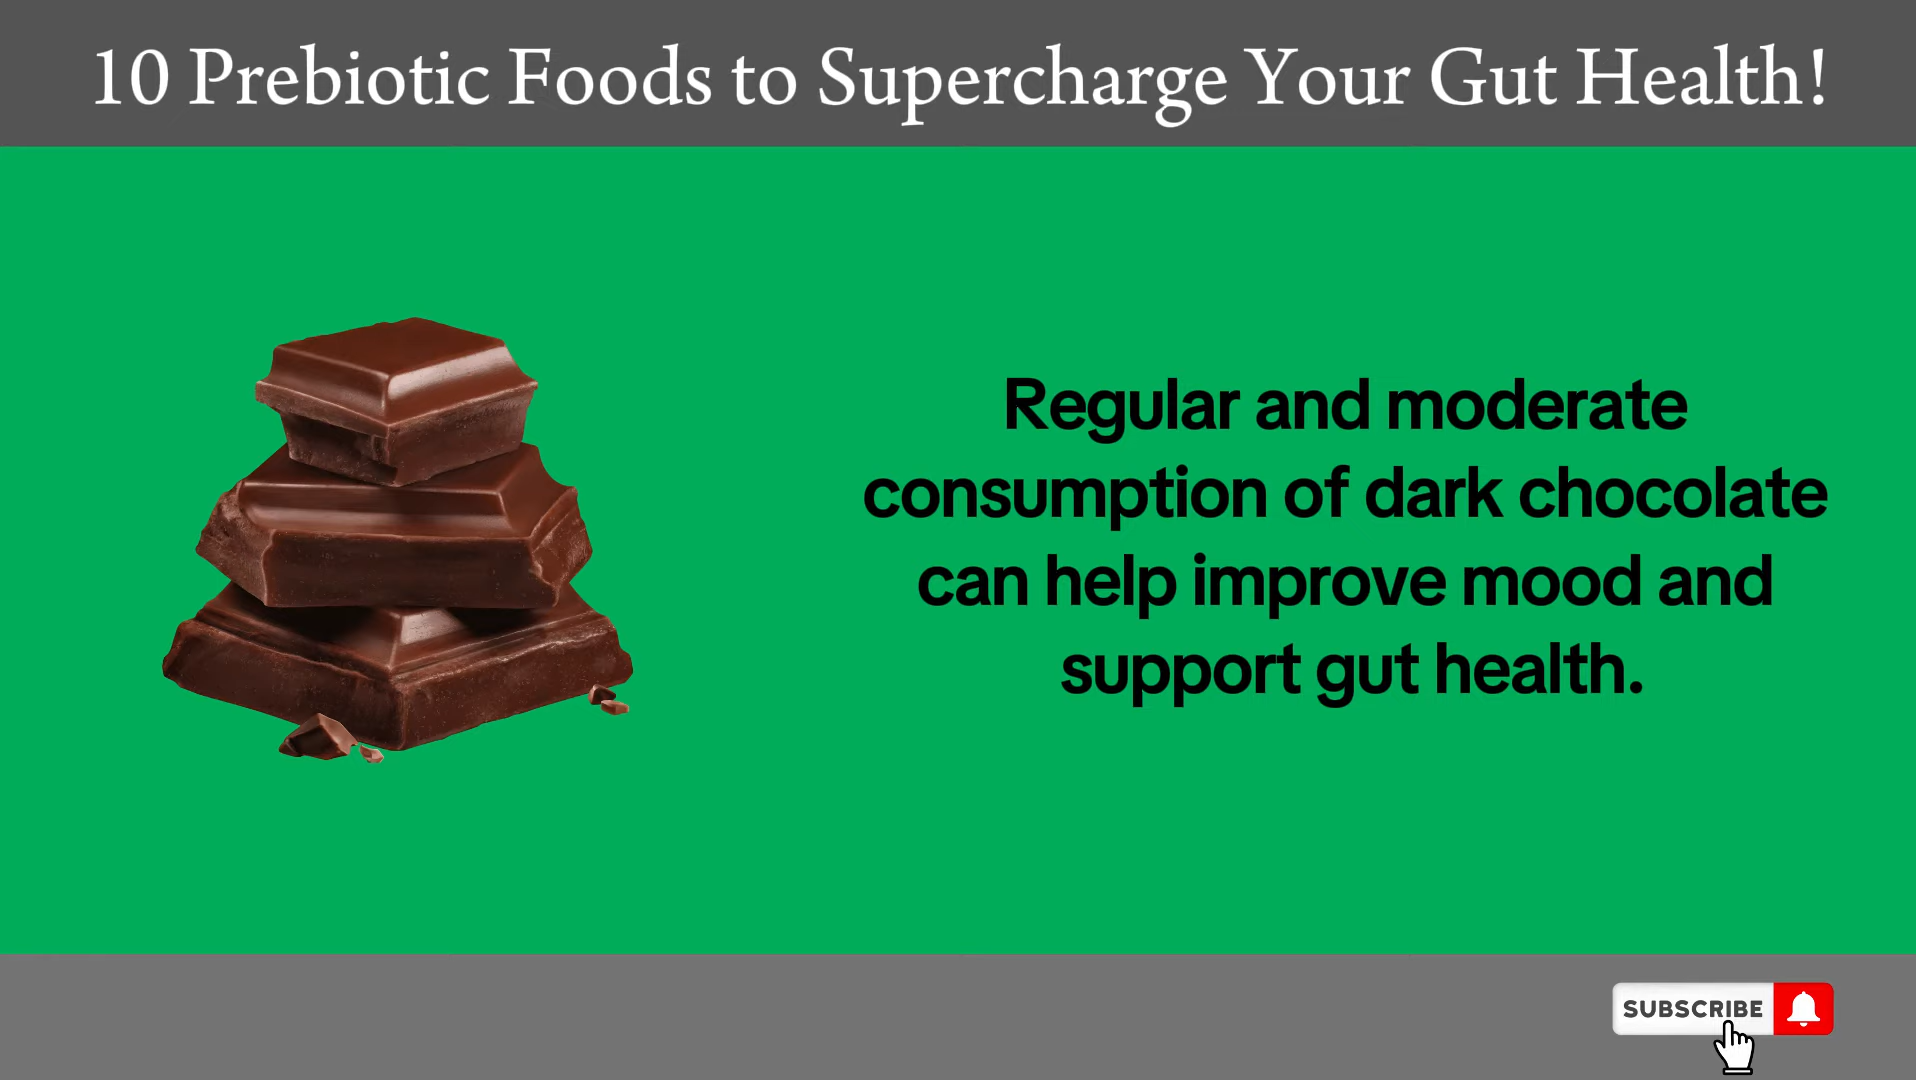 10 Prebiotic Foods to Supercharge Your Gut Health!
Regular and moderate
consumption of dark chocolate
can help improve mood and
support gut health.
SUBSCRIBE